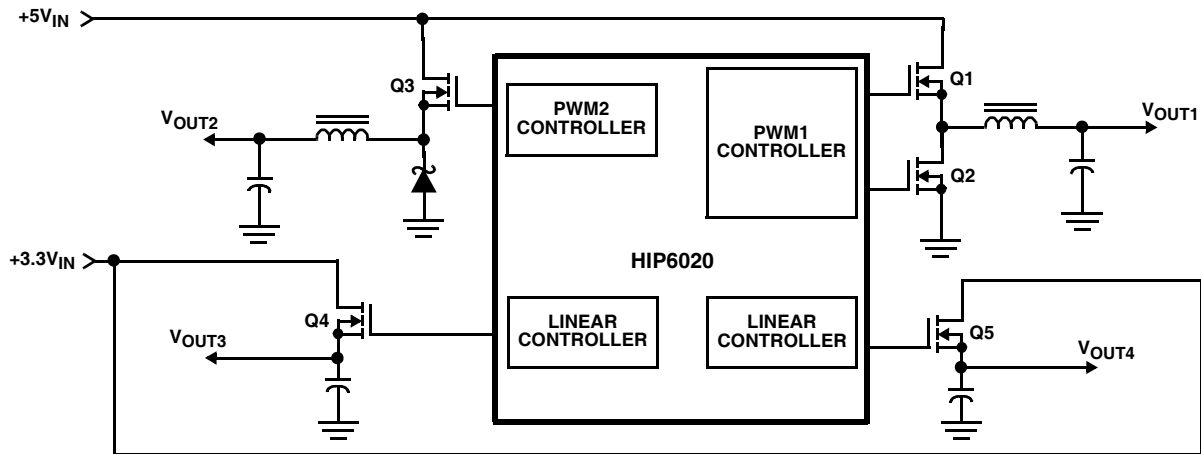 +5VIN
Q3
PWM2
CONTROLLER
PWM1
CONTROLLER
Q1
VOUT2
VOUT1
Q2
+3.3VIN
HIP6020
Q4
LINEAR
CONTROLLER
LINEAR
CONTROLLER
Q5
VOUT3
VOUT4